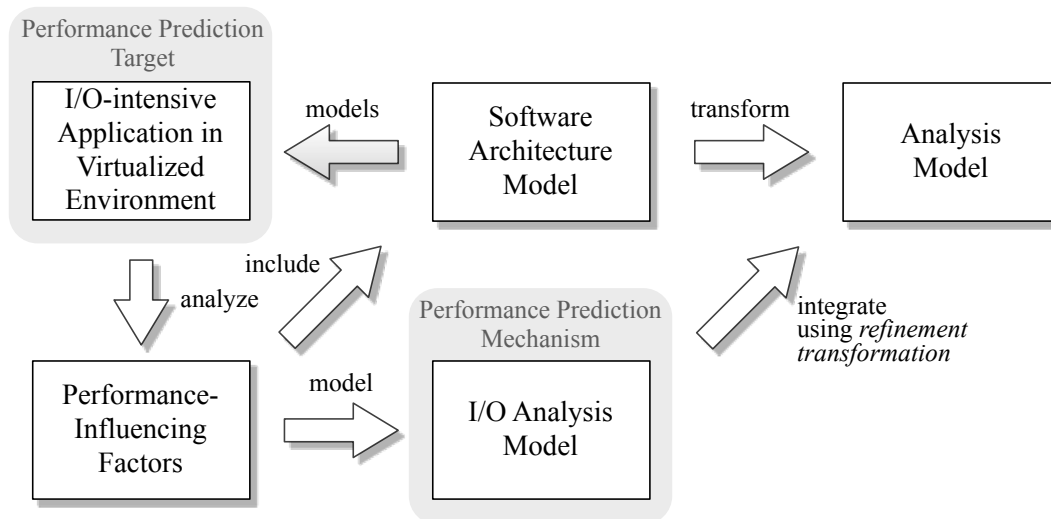 Performance Prediction
Target
I/O-intensive
Application in
Virtualized
Environment
models
Software
Architecture
Model
transform
Analysis
Model
analyze
include
Performance Prediction
Mechanism
integrate
using refinement
transformation
Performance-
Influencing
Factors
model
I/O Analysis
Model